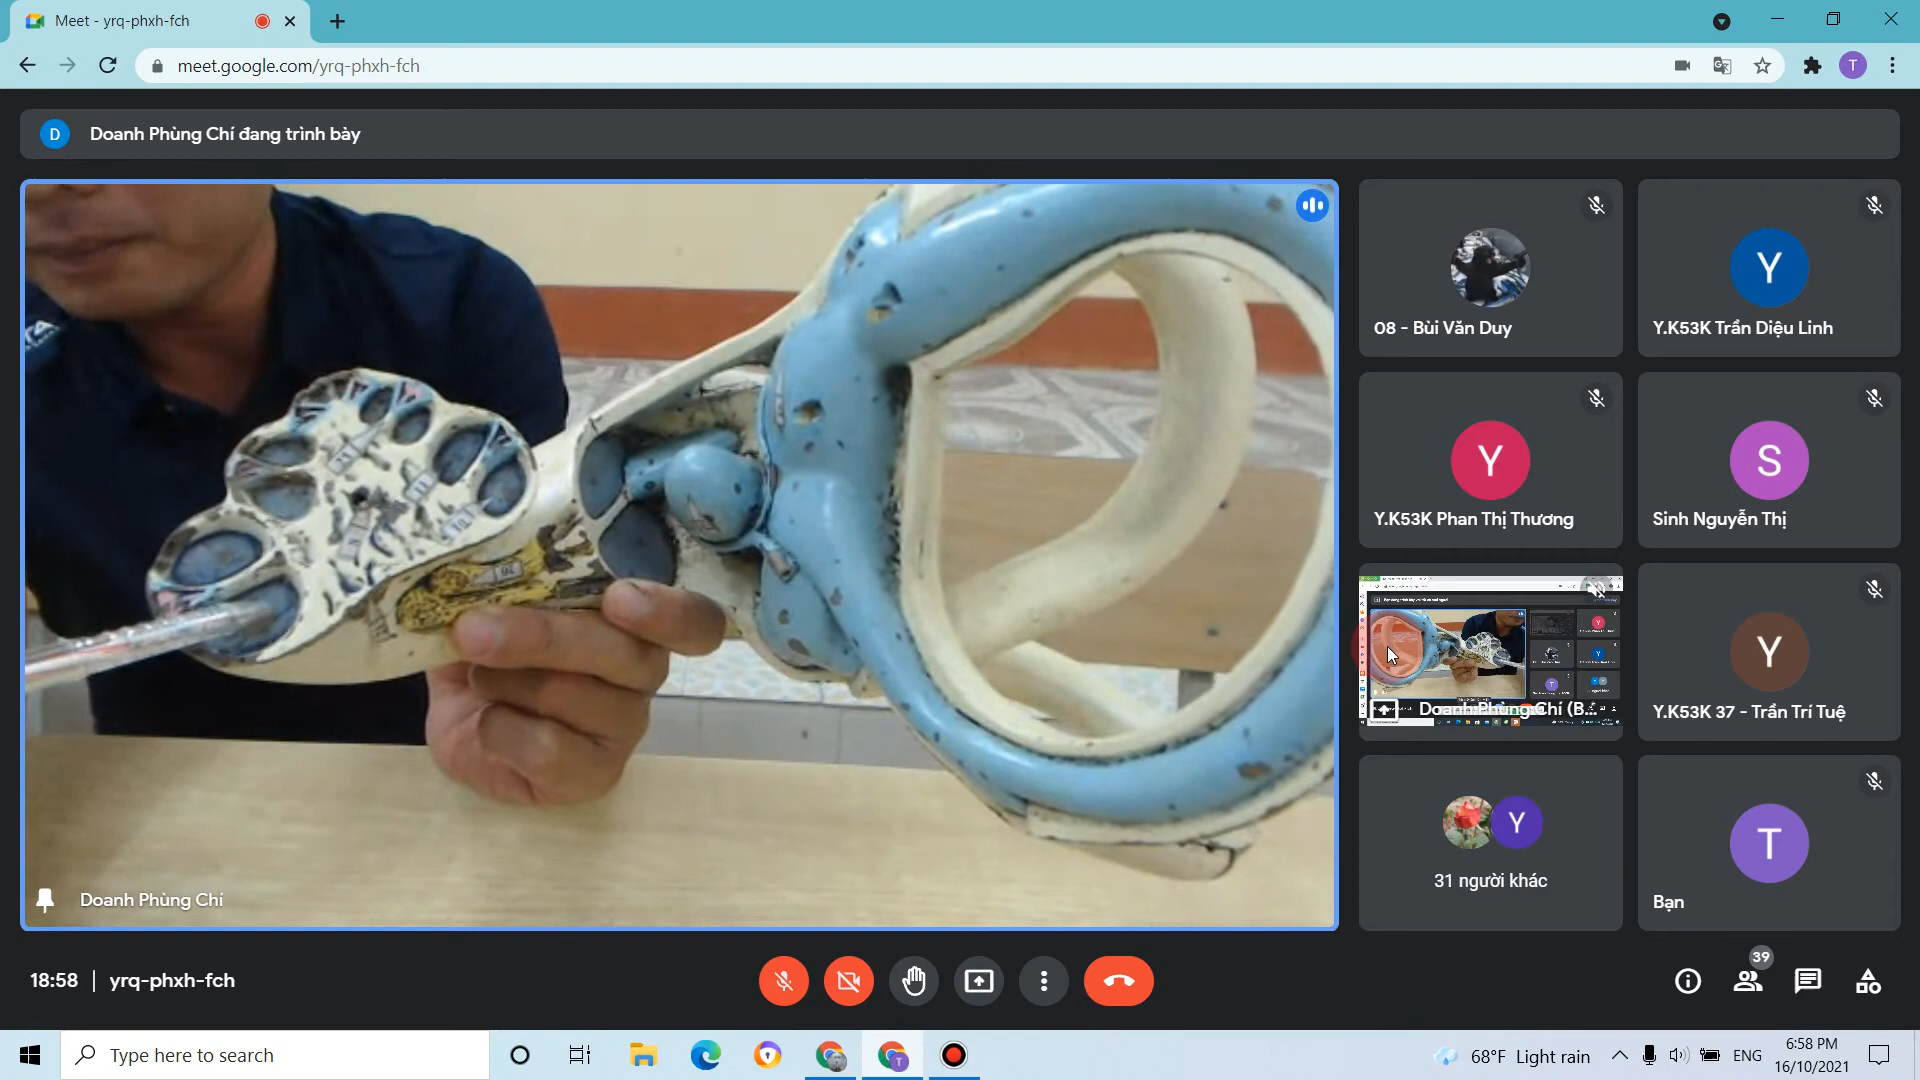 Meet - yrq-phxh-fch
meet.google.com/yrq-phxh-fch
T
D
Doanh Phùng Chí đang trình bày
08 - Bùi Văn Duy
Y
Y.K53K Trần Diệu Linh
Y
Y.K53K Phan Thị Thương
S
Sinh Nguyễn Thị
Doanh Phùng Chí (B...
Y
Y.K53K 37 - Trần Trí Tuệ
Y
31 người khác
T
Bạn
Doanh Phùng Chí
18:58 | yrq-phxh-fch
39
Type here to search
T
68°F Light rain
ENG
6:58 PM
16/10/2021